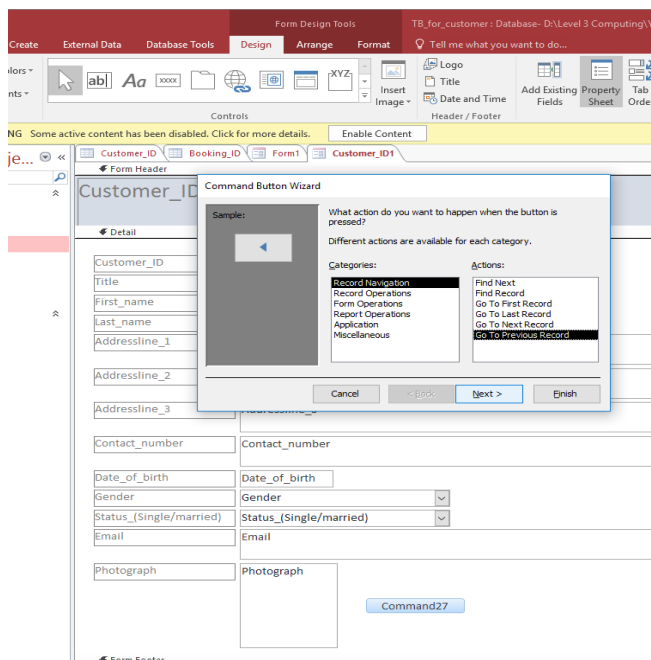 Form Design Tools
TB_for_customer : Database- D:\Level 3 Computing\
Create External Data Database Tools Design Arrange Format Tell me what you want to do...
olors
nts
ab Aa xxxx XYZ
Insert
Image
Logo
Title
Date and Time
Add Existing
Fields
Property
Sheet
Tab
Orde
Controls
Header / Footer
NG Some active content has been disabled. Click for more details. Enable Content
je... «
Customer_ID Booking_ID Form1 Customer_ID1
Form Header
Customer_ID
Command Button Wizard
Sample:
What action do you want to happen when the button is
pressed?
Different actions are available for each category.
Categories: Actions:
Record Navigation
Record Operations
Form Operations
Report Operations
Application
Miscellaneous
Find Next
Find Record
Go To First Record
Go To Last Record
Go To Next Record
Go To Previous Record
Cancel < Back Next > Finish
Detail
Customer_ID
Title
First_name
Last_name
Addressline_1
Addressline_2
Addressline_3 Addressline_3
Contact_number Contact_number
Date_of_birth Date_of_birth
Gender Gender
Status_(Single/married) Status_(Single/married)
Email Email
Photograph Photograph
Command27
Form Footer